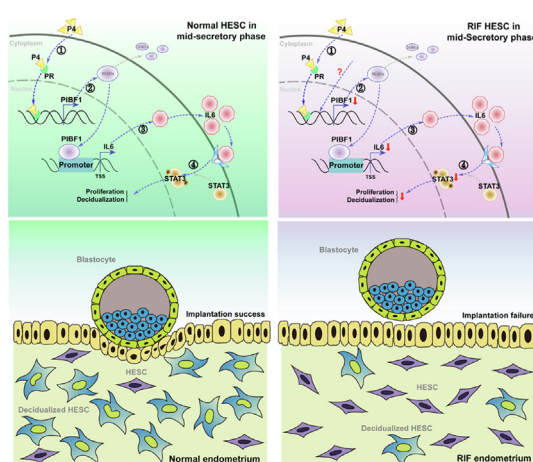 Normal HESC in
mid-Secretory phase
P4
Cytoplasm
①
P4
PR
②
PIBF1
③
IL6
PIBF1
IL6
Promoter
TSS
④
STAT3
STAT3
Proliferation
Decidualization
RIF HESC in
mid-Secretory phase
P4
Cytoplasm
①
P4
PR
?
②
PIBF1
③
IL6
PIBF1
IL6
Promoter
TSS
④
STAT3
STAT3
Proliferation
Decidualization
Blastocyte
Implantation success
HESC
Decidualized HESC
Normal endometrium
Blastocyte
Implantation failure
HESC
Decidualized HESC
RIF endometrium